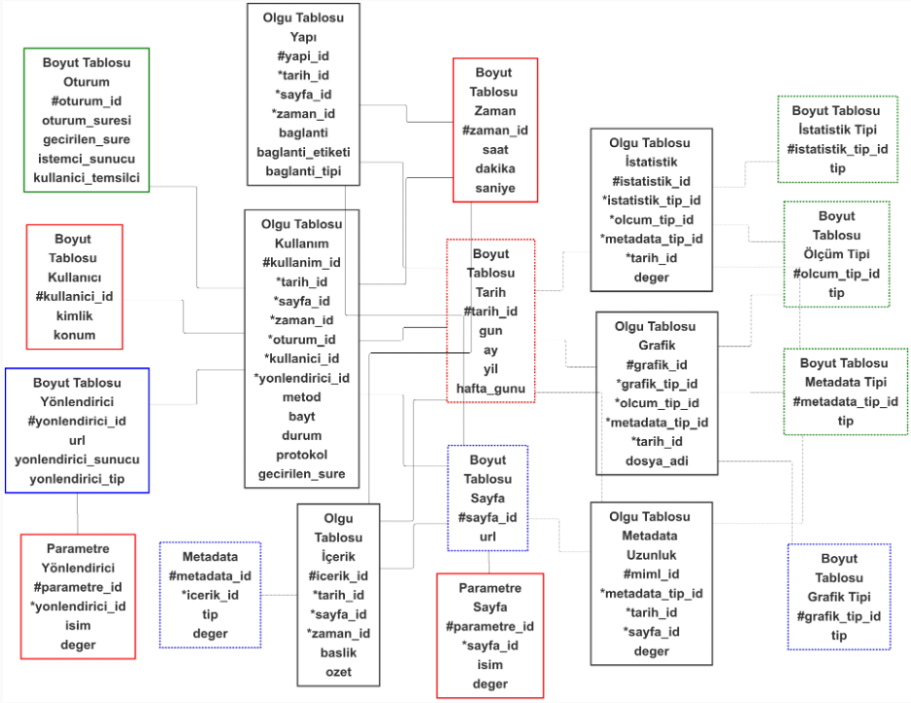 Boyut Tablosu
Oturum
#oturum_id
oturum_suresi
gecirilen_sure
istemci_sunucu
kullanici_temsilci
Olgu Tablosu
Yapı
#yapi_id
*tarih_id
*sayfa_id
*zaman_id
baglanti
baglanti_etiketi
baglanti_tipi
Boyut
Tablosu
Zaman
#zaman_id
saat
dakika
saniye
Olgu Tablosu
İstatistik
#istatistik_id
*istatistik_tip_id
*olcum_tip_id
*metadata_tip_id
*tarih_id
deger
Boyut Tablosu
İstatistik Tipi
#istatistik_tip_id
tip
Boyut
Tablosu
Kullanıcı
#kullanici_id
kimlik
konum
Olgu Tablosu
Kullanım
#kullanim_id
*tarih_id
*sayfa_id
*zaman_id
*oturum_id
*kullanici_id
*yonlendirici_id
metod
bayt
durum
protokol
gecirilen_sure
Boyut
Tablosu
Tarih
#tarih_id
gun
ay
yil
hafta_gunu
Boyut
Tablosu
Ölçüm Tipi
#olcum_tip_id
tip
Olgu Tablosu
Grafik
#grafik_id
*grafik_tip_id
*olcum_tip_id
*metadata_tip_id
*tarih_id
dosya_adi
Boyut Tablosu
Metadata Tipi
#metadata_tip_id
tip
Boyut Tablosu
Yönlendirici
#yonlendirici_id
url
yonlendirici_sunucu
yonlendirici_tip
Boyut
Tablosu
Sayfa
#sayfa_id
url
Parametre
Yönlendirici
#parametre_id
*yonlendirici_id
isim
deger
Metadata
#metadata_id
*icerik_id
tip
deger
Olgu
Tablosu
İçerik
#icerik_id
*tarih_id
*sayfa_id
*zaman_id
baslik
ozet
Parametre
Sayfa
#parametre_id
*sayfa_id
isim
deger
Olgu Tablosu
Metadata
Uzunluk
#miml_id
*metadata_tip_id
*tarih_id
*sayfa_id
deger
Boyut
Tablosu
Grafik Tipi
#grafik_tip_id
tip